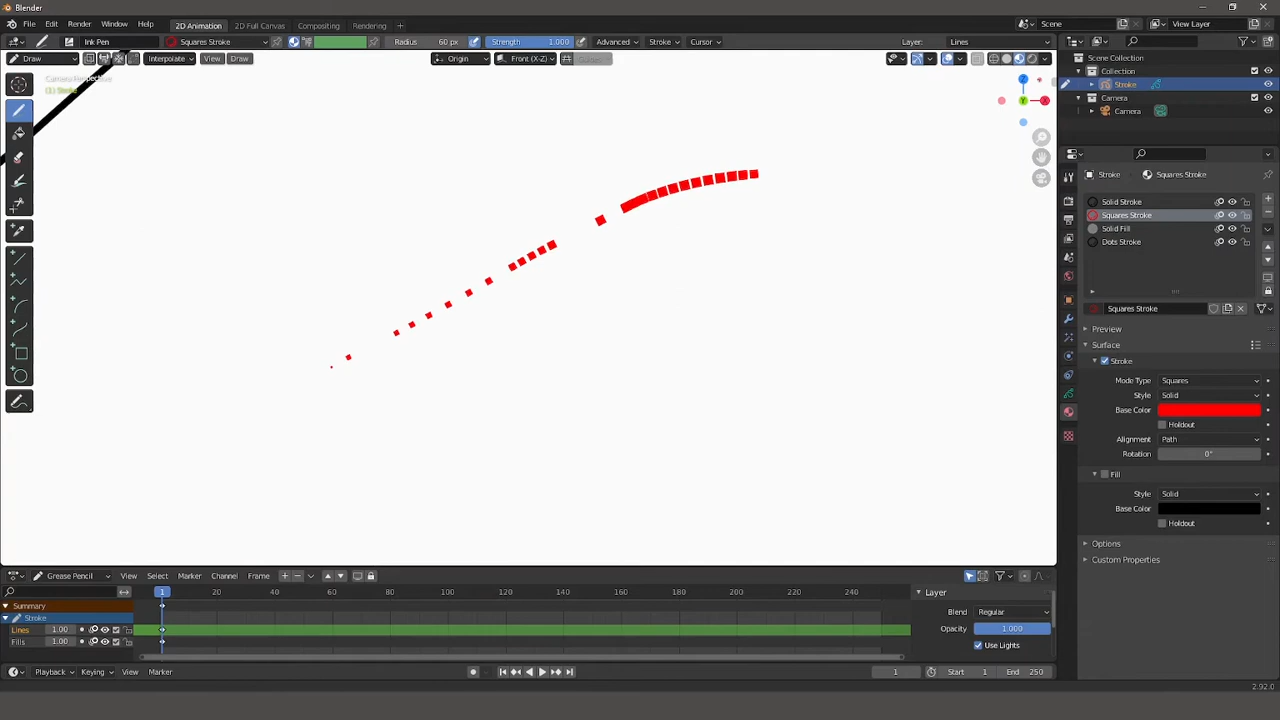 Blender
File Edit Render Window Help 2D Animation 2D Full Canvas Compositing Rendering + Scene View Layer
Ink Pen Squares Stroke Radius 60 px Strength 1.000 Advanced Stroke Cursor Layer: Lines
Draw Interpolate View Draw Origin Front (X-Z)
Camera Perspective
(1) Stroke
Z
Y
X
Scene Collection
Collection
Stroke
Camera
Camera
Stroke Squares Stroke
Solid Stroke
Squares Stroke
Solid Fill
Dots Stroke
Squares Stroke
Preview
Surface
Stroke
Mode Type Squares
Style Solid
Base Color
Holdout
Alignment Path
Rotation 0°
Fill
Style Solid
Base Color
Holdout
Options
Custom Properties
Grease Pencil View Select Marker Channel Frame
1 20 40 60 80 100 120 140 160 180 200 220 240
Summary
Stroke
Lines 1.00
Fills 1.00
Layer
Blend Regular
Opacity 1.000
Use Lights
Playback Keying View Marker 1 Start 1 End 250
2.92.0